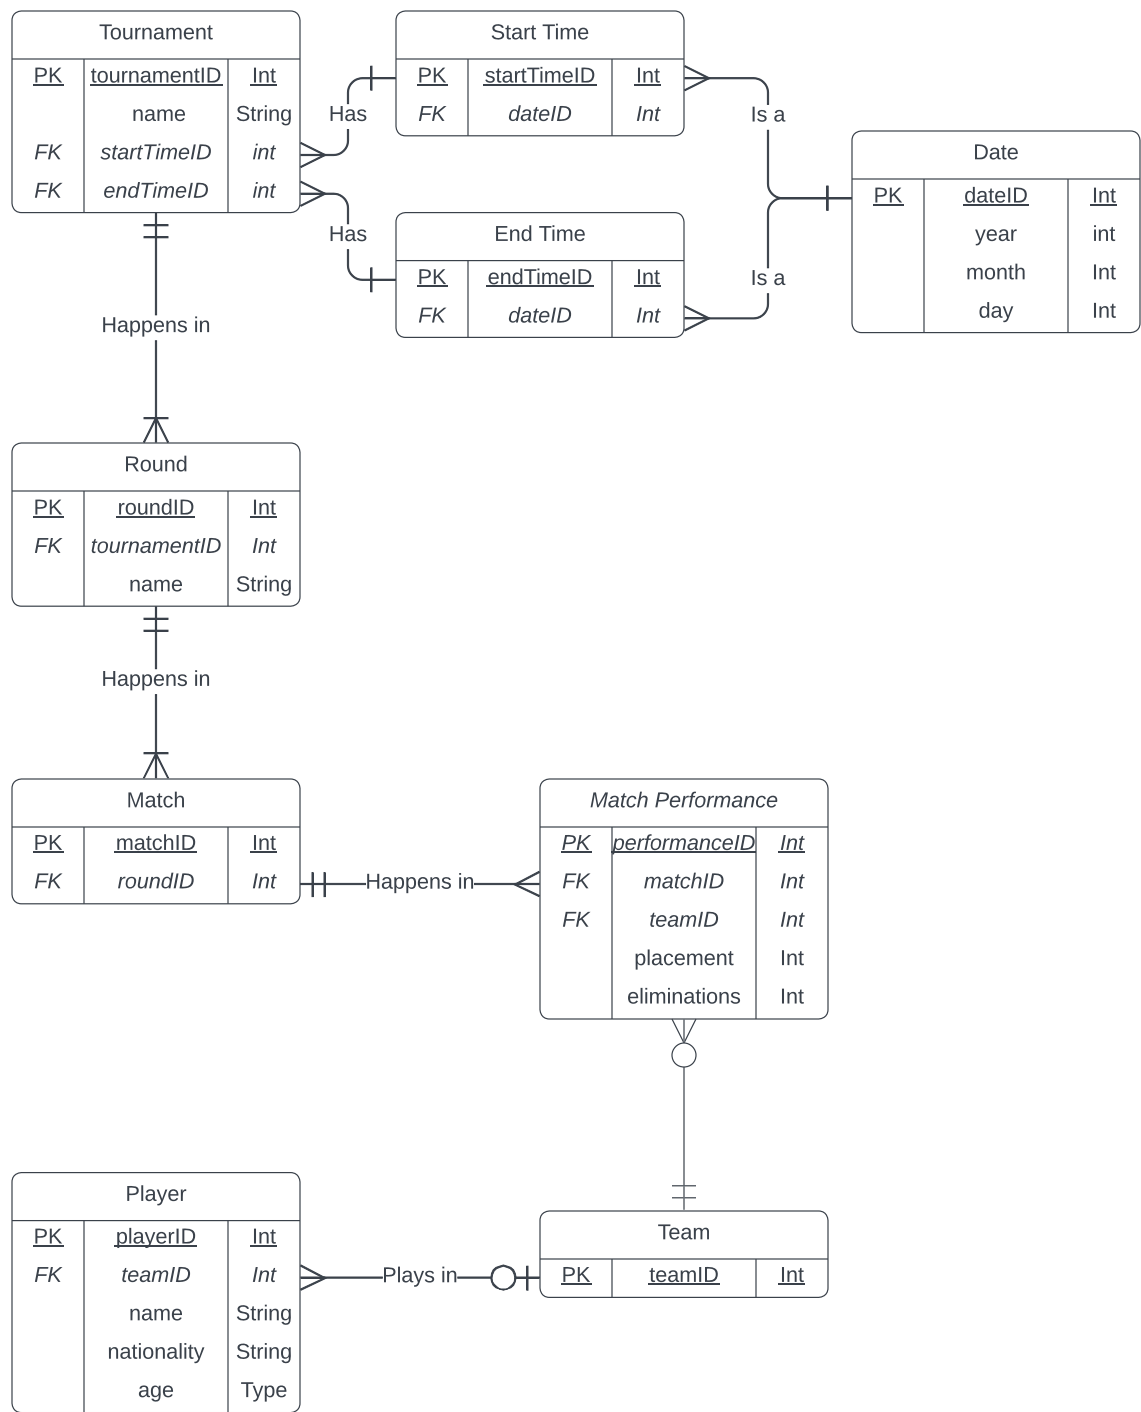 Tournament
PK tournamentID Int
name String
FK startTimeID int
FK endTimeID int
Has
Has
Start Time
PK startTimeID Int
FK dateID Int
End Time
PK endTimeID Int
FK dateID Int
Is a
Is a
Date
PK dateID Int
year int
month Int
day Int
Happens in
Round
PK roundID Int
FK tournamentID Int
name String
Happens in
Match
PK matchID Int
FK roundID Int
Happens in
Match Performance
PK performanceID Int
FK matchID Int
FK teamID Int
placement Int
eliminations Int
Player
PK playerID Int
FK teamID Int
name String
nationality String
age Type
Plays in
Team
PK teamID Int